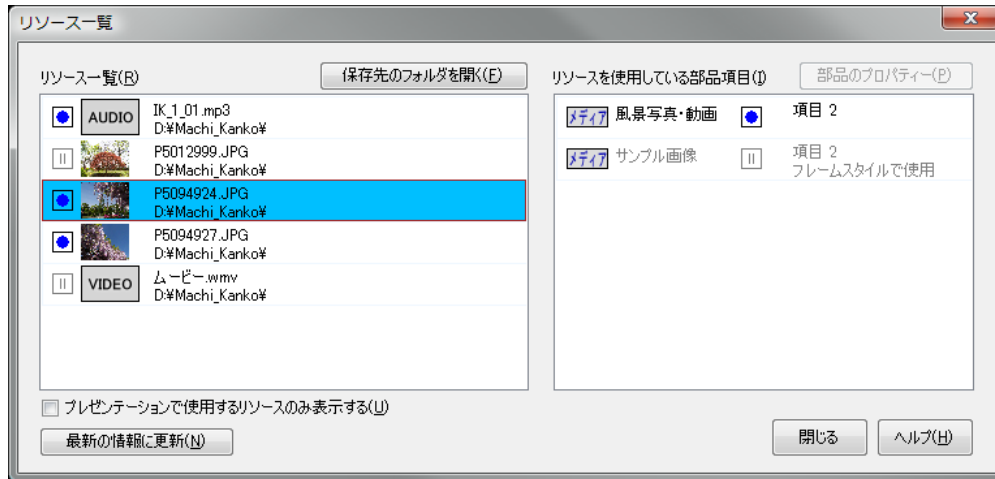 リソース一覧
リソース一覧(R)
保存先のフォルダを開く(F)
リソースを使用している部品項目(I)
部品のプロパティー(P)
AUDIO
IK_1_01.mp3
D:¥Machi_Kanko¥
P5012999.JPG
D:¥Machi_Kanko¥
P5094924.JPG
D:¥Machi_Kanko¥
P5094927.JPG
D:¥Machi_Kanko¥
VIDEO
ムービー.wmv
D:¥Machi_Kanko¥
メディア 風景写真・動画 項目 2
メディア サンプル画像 項目 2
フレームスタイルで使用
プレゼンテーションで使用するリソースのみ表示する(U)
最新の情報に更新(N)
閉じる
ヘルプ(H)